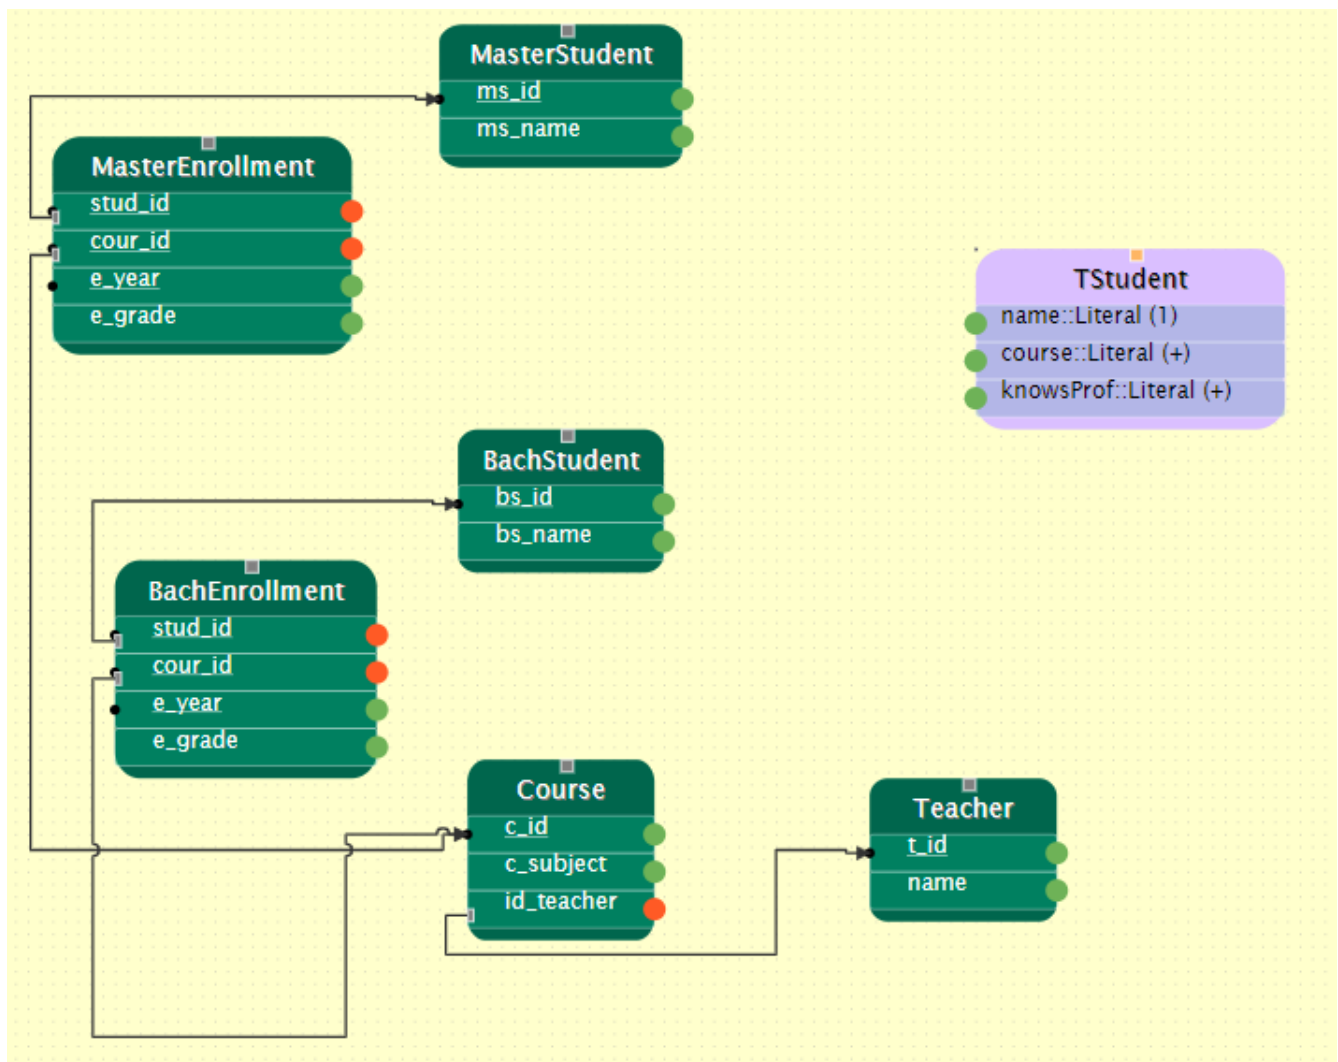 MasterStudent
ms_id
ms_name
MasterEnrollment
stud_id
cour_id
e_year
e_grade
TStudent
name::Literal (1)
course::Literal (+)
knowsProf::Literal (+)
BachStudent
bs_id
bs_name
BachEnrollment
stud_id
cour_id
e_year
e_grade
Course
c_id
c_subject
id_teacher
Teacher
t_id
name